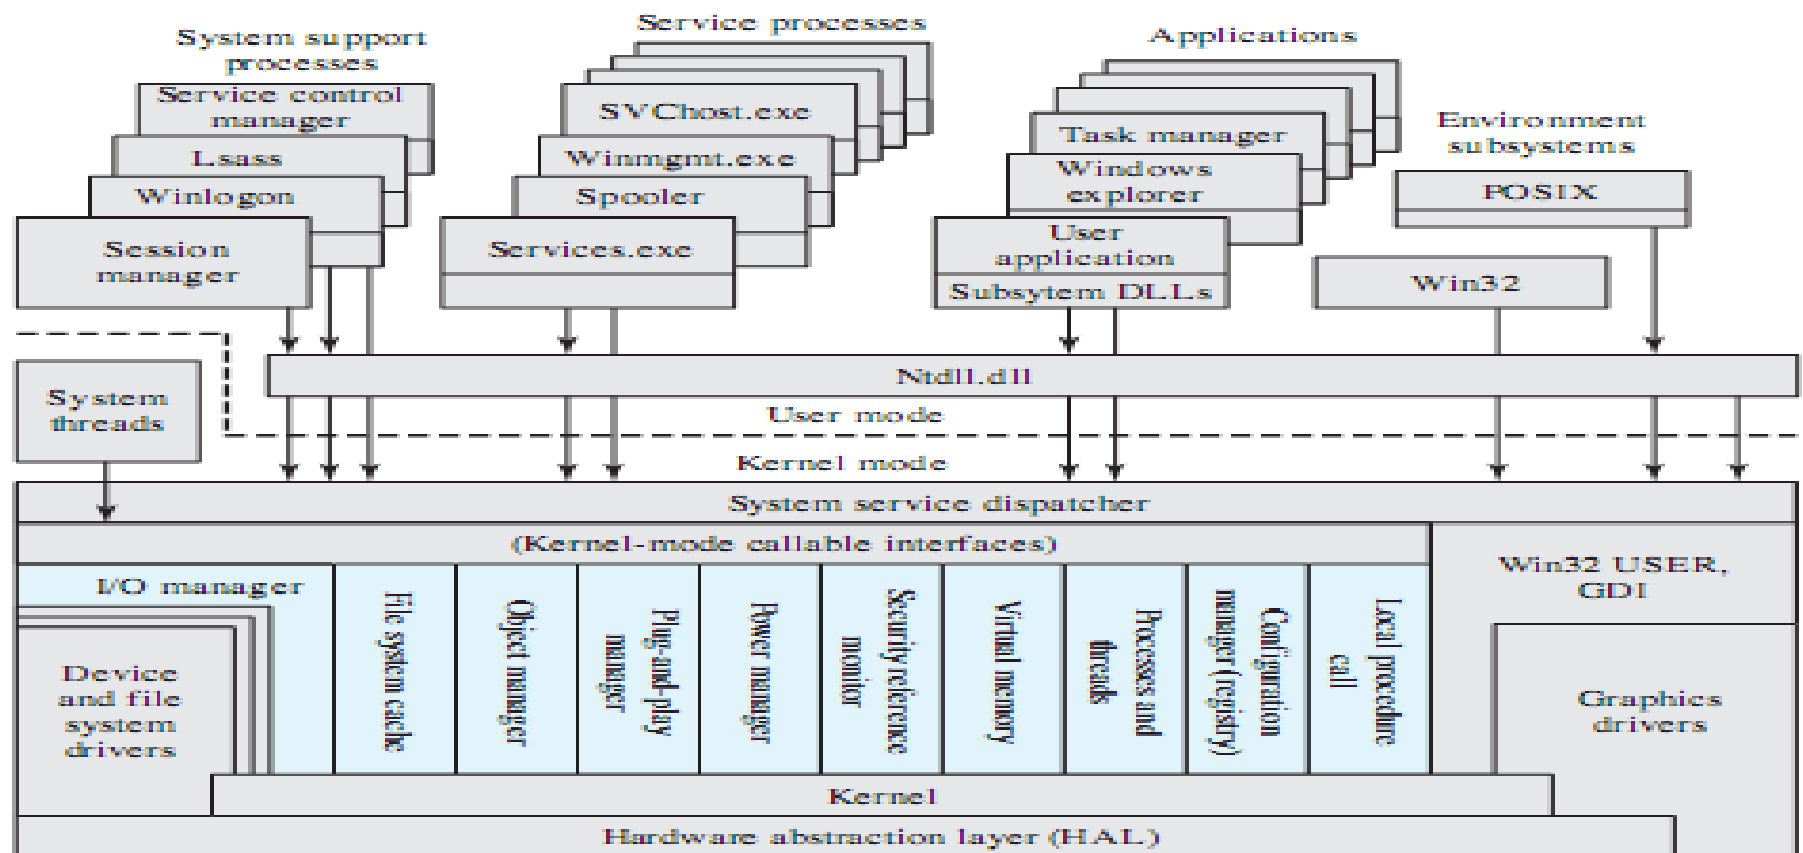 System support
processes
Service processes
Applications
Environment
subsystems
Service control
manager
Lsass
Winlogon
Session
manager
SVChost.exe
Winmgmt.exe
Spooler
Services.exe
Task manager
Windows
explorer
User
application
Subsytem DLLs
POSIX
Win32
System
threads
Ntdll.dll
User mode
Kernel mode
System service dispatcher
(Kernel-mode callable interfaces)
Win32 USER,
GDI
I/O manager
Device
and file
system
drivers
File system cache
Object manager
Plug-and-play
manager
Power manager
Security reference
monitor
Virtual memory
Processes and
threads
Configuration
manager (registry)
Local procedure
call
Graphics
drivers
Kernel
Hardware abstraction layer (HAL)